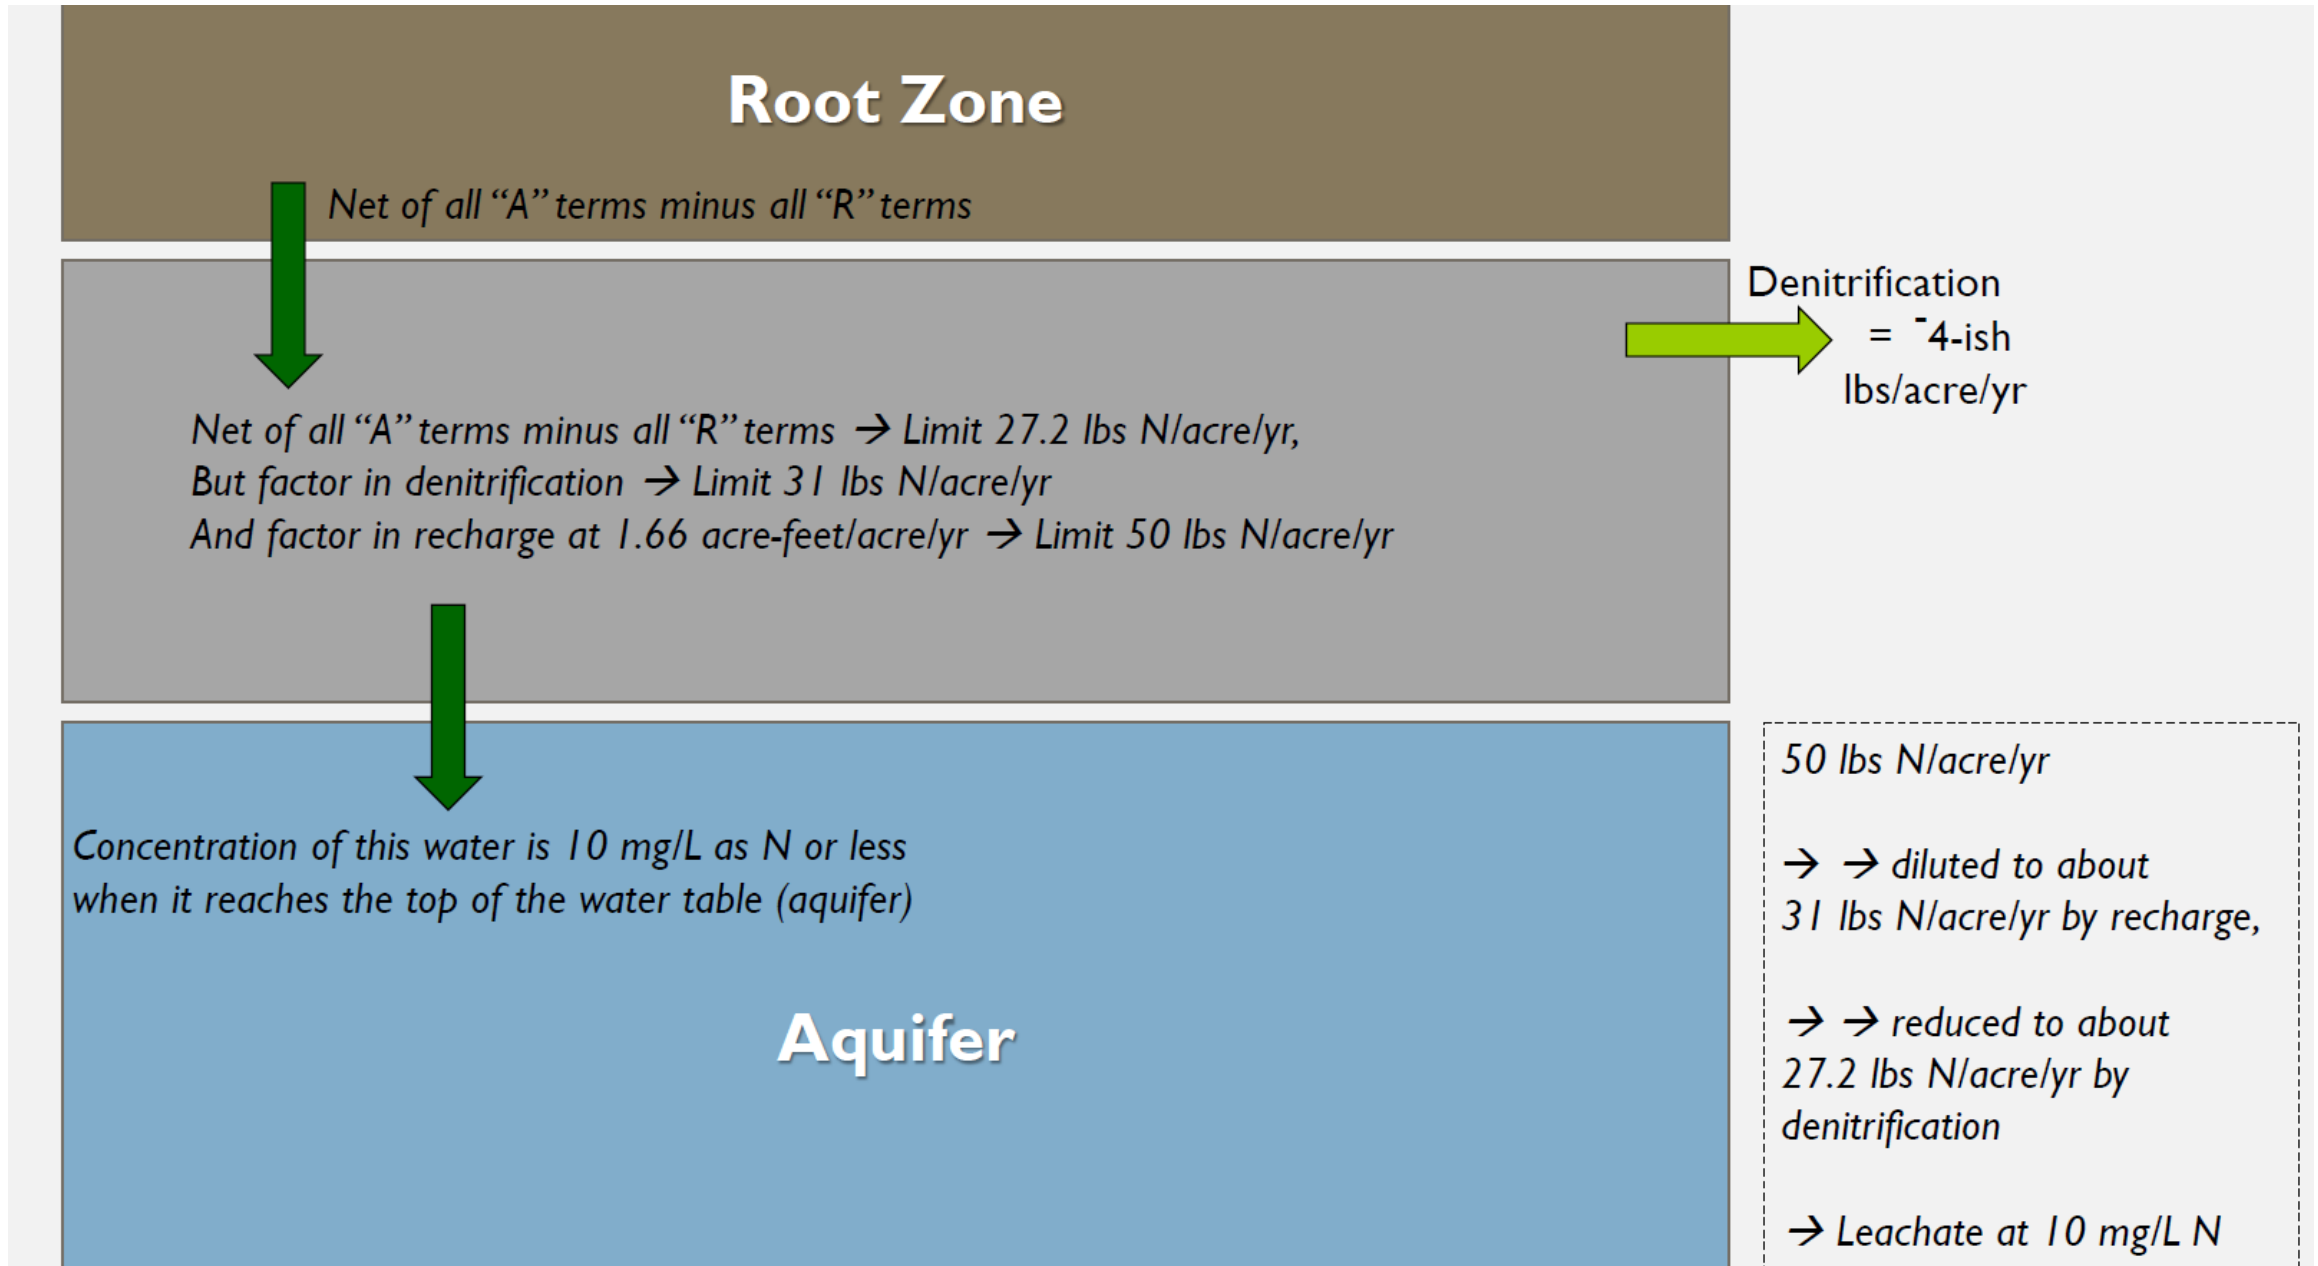 Root Zone
Net of all “A” terms minus all “R” terms
Denitrification
= ⁻4-ish
lbs/acre/yr
Net of all “A” terms minus all “R” terms → Limit 27.2 lbs N/acre/yr,
But factor in denitrification → Limit 31 lbs N/acre/yr
And factor in recharge at 1.66 acre-feet/acre/yr → Limit 50 lbs N/acre/yr
Concentration of this water is 10 mg/L as N or less
when it reaches the top of the water table (aquifer)
Aquifer
50 lbs N/acre/yr
→ → diluted to about
31 lbs N/acre/yr by recharge,
→ → reduced to about
27.2 lbs N/acre/yr by
denitrification
→ Leachate at 10 mg/L N